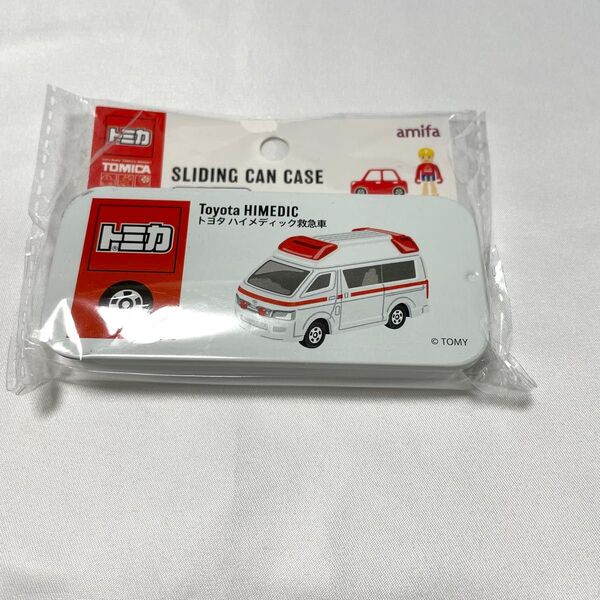 トミカ
TOMICA
amifa
SLIDING CAN CASE
トミカ
Toyota HIMEDIC
トヨタ ハイメディック救急車
© TOMY